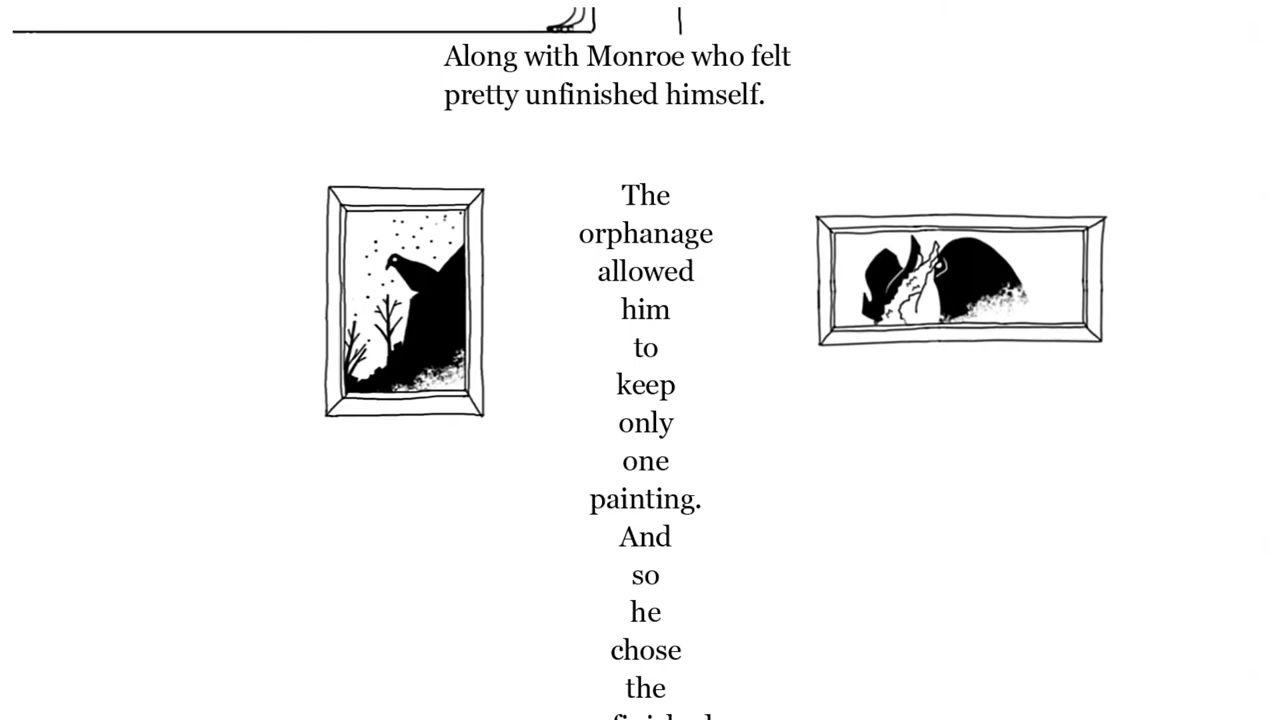 Along with Monroe who felt
pretty unfinished himself.
The
orphanage
allowed
him
to
keep
only
one
painting.
And
so
he
chose
the